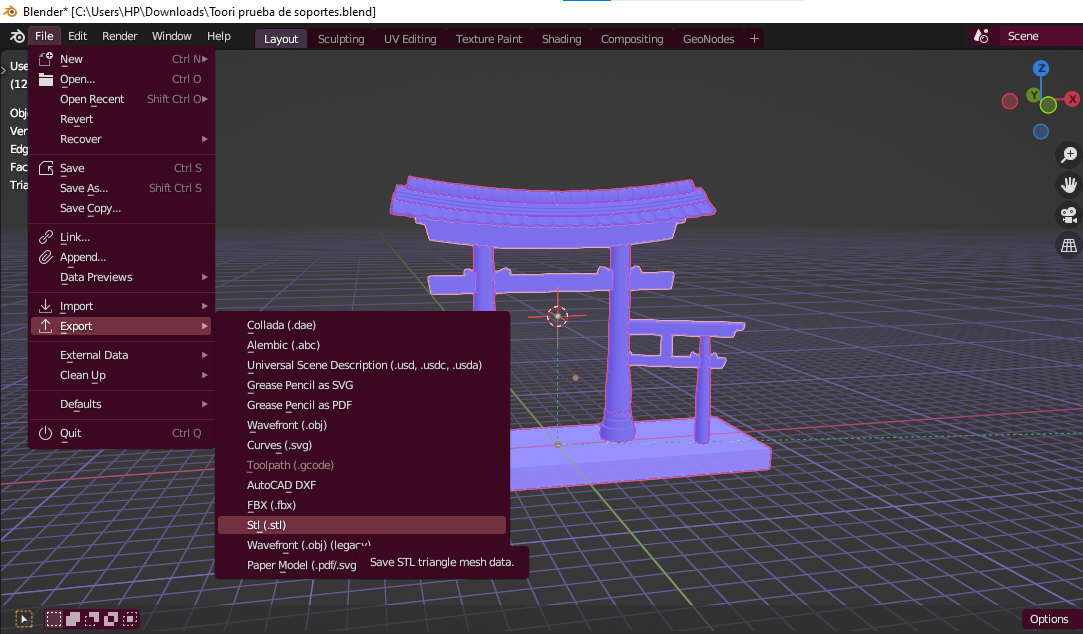 Blender* [C:\Users\HP\Downloads\Toori prueba de soportes.blend]
File Edit Render Window Help Layout Sculpting UV Editing Texture Paint Shading Compositing GeoNodes + Scene
Use
(12
Obj
Ver
Edg
Fac
Tria
New Ctrl N
Open... Ctrl O
Open Recent Shift Ctrl O
Revert
Recover
Save Ctrl S
Save As... Shift Ctrl S
Save Copy...
Link...
Append...
Data Previews
Import
Export
External Data
Clean Up
Defaults
Quit Ctrl Q
Collada (.dae)
Alembic (.abc)
Universal Scene Description (.usd, .usdc, .usda)
Grease Pencil as SVG
Grease Pencil as PDF
Wavefront (.obj)
Curves (.svg)
Toolpath (.gcode)
AutoCAD DXF
FBX (.fbx)
Stl (.stl)
Wavefront (.obj) (legacy)
Paper Model (.pdf/.svg
Save STL triangle mesh data.
Z
Y
X
Options